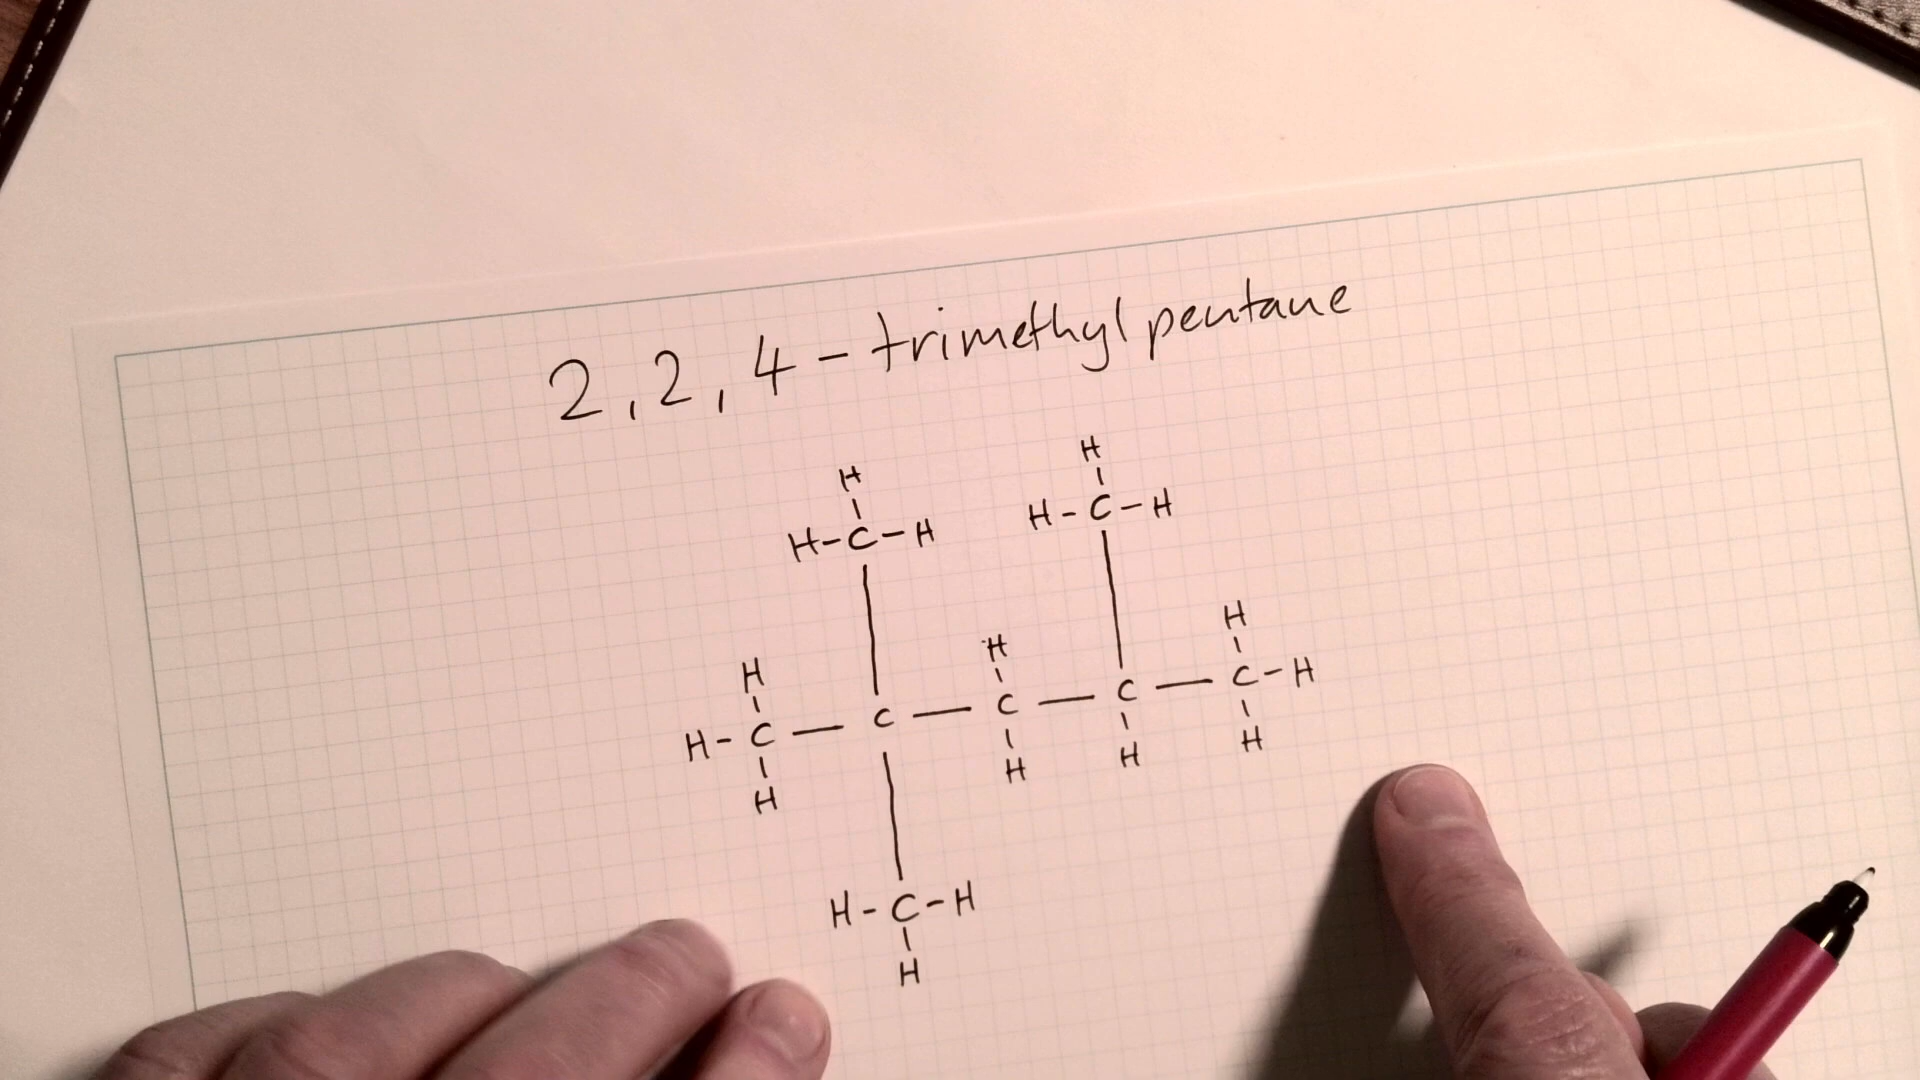 2,2,4-trimethylpentane
H H
H-C-H H-C-H
H H H
H-C-C-C-C-C-H
H H H H
H-C-H
H